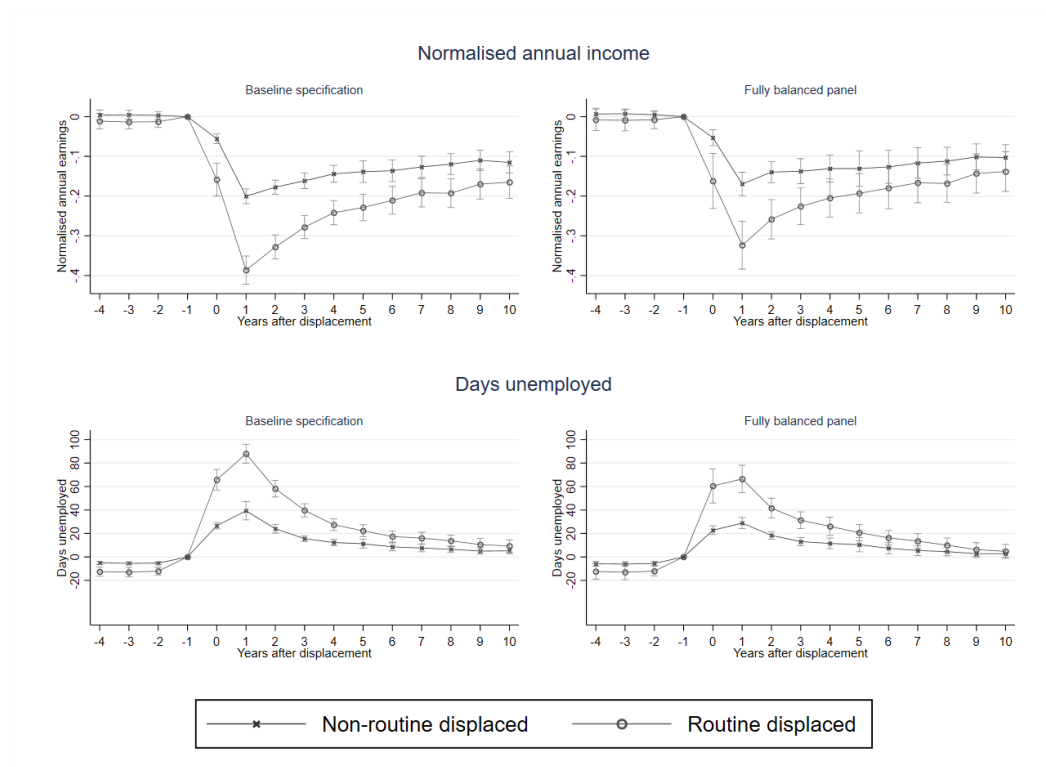 Normalised annual income
Baseline specification
Normalised annual earnings
0
-.1
-.2
-.3
-.4
-4 -3 -2 -1 0 1 2 3 4 5 6 7 8 9 10
Years after displacement
Fully balanced panel
Normalised annual earnings
0
-.1
-.2
-.3
-.4
-4 -3 -2 -1 0 1 2 3 4 5 6 7 8 9 10
Years after displacement
Days unemployed
Baseline specification
Days unemployed
100
80
60
40
20
0
-20
-4 -3 -2 -1 0 1 2 3 4 5 6 7 8 9 10
Years after displacement
Fully balanced panel
Days unemployed
100
80
60
40
20
0
-20
-4 -3 -2 -1 0 1 2 3 4 5 6 7 8 9 10
Years after displacement
Non-routine displaced
Routine displaced